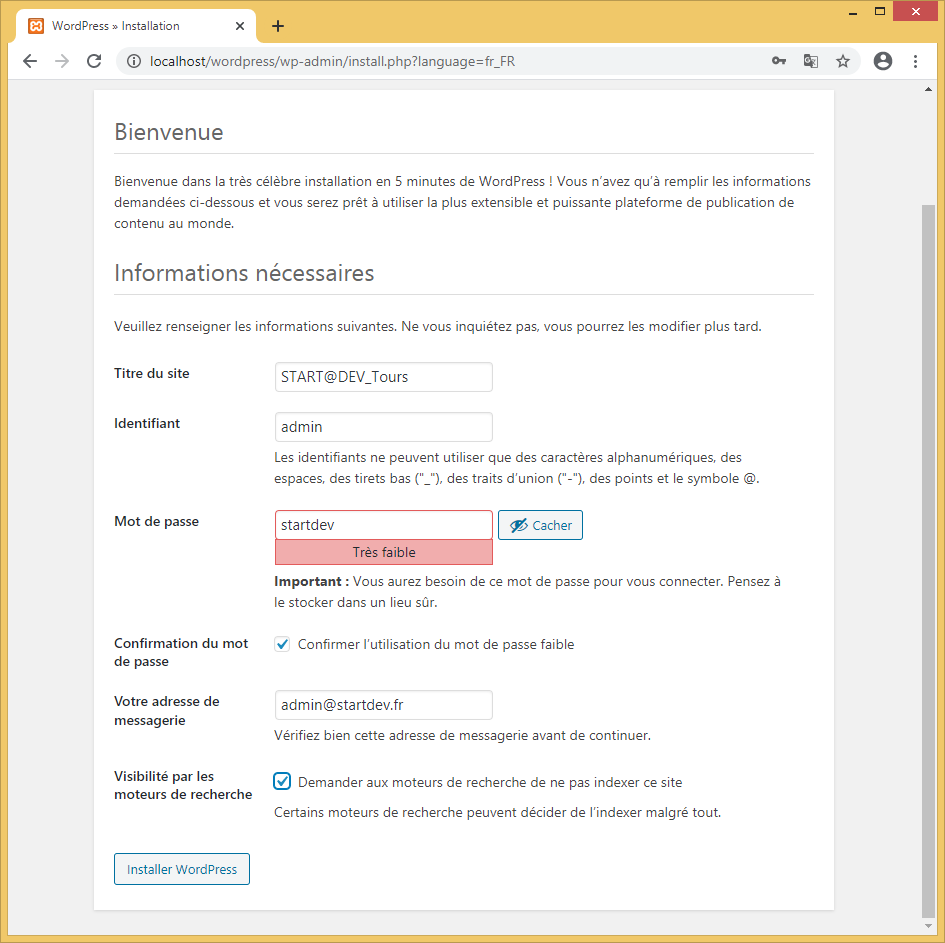 WordPress » Installation
localhost/wordpress/wp-admin/install.php?language=fr_FR
Bienvenue
Bienvenue dans la très célèbre installation en 5 minutes de WordPress ! Vous n’avez qu’à remplir les informations
demandées ci-dessous et vous serez prêt à utiliser la plus extensible et puissante plateforme de publication de
contenu au monde.
Informations nécessaires
Veuillez renseigner les informations suivantes. Ne vous inquiétez pas, vous pourrez les modifier plus tard.
Titre du site
START@DEV_Tours
Identifiant
admin
Les identifiants ne peuvent utiliser que des caractères alphanumériques, des
espaces, des tirets bas ("_"), des traits d’union ("-"), des points et le symbole @.
Mot de passe
startdev
Cacher
Très faible
Important : Vous aurez besoin de ce mot de passe pour vous connecter. Pensez à
le stocker dans un lieu sûr.
Confirmation du mot
de passe
Confirmer l’utilisation du mot de passe faible
Votre adresse de
messagerie
admin@startdev.fr
Vérifiez bien cette adresse de messagerie avant de continuer.
Visibilité par les
moteurs de recherche
Demander aux moteurs de recherche de ne pas indexer ce site
Certains moteurs de recherche peuvent décider de l’indexer malgré tout.
Installer WordPress